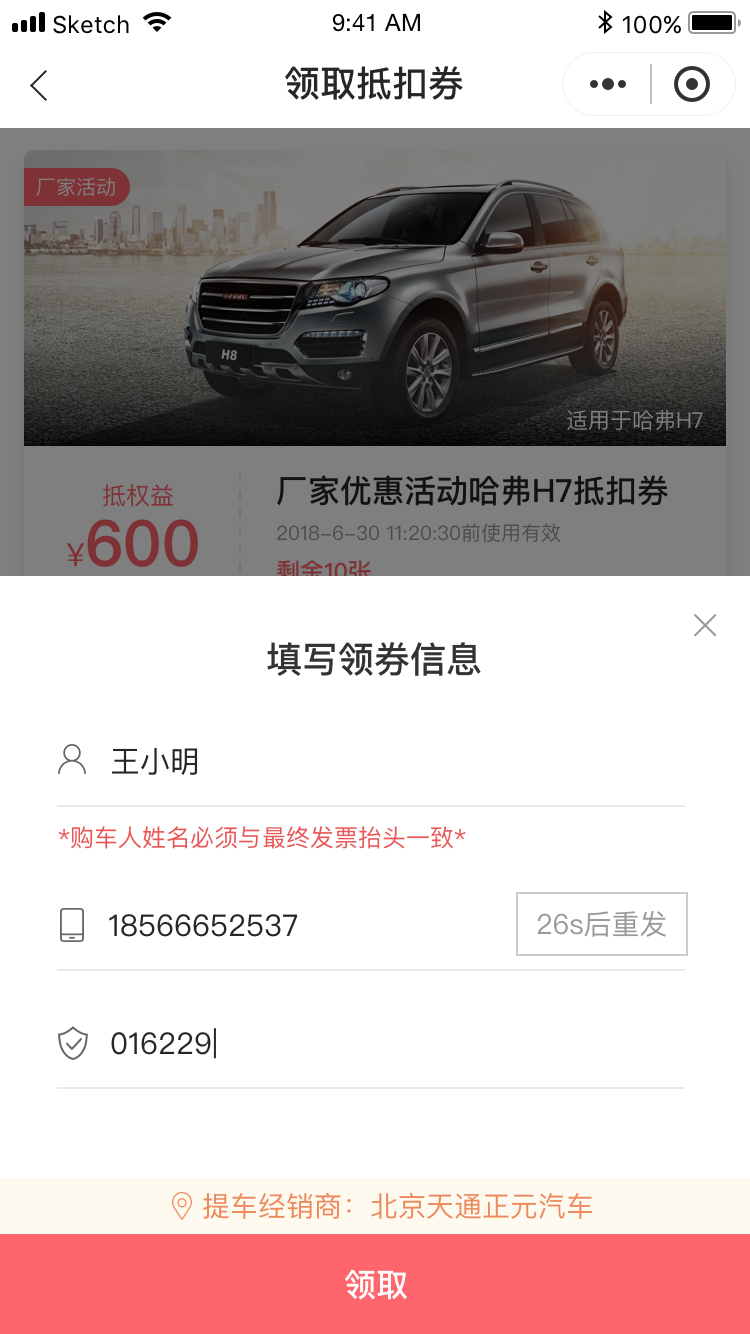 Sketch 9:41 AM 100%
领取抵扣券
厂家活动
HAVAL
H8
适用于哈弗H7
抵权益
¥600
厂家优惠活动哈弗H7抵扣券
2018-6-30 11:20:30前使用有效
剩余10张
填写领券信息
王小明
*购车人姓名必须与最终发票抬头一致*
18566652537 26s后重发
016229
提车经销商：北京天通正元汽车
领取